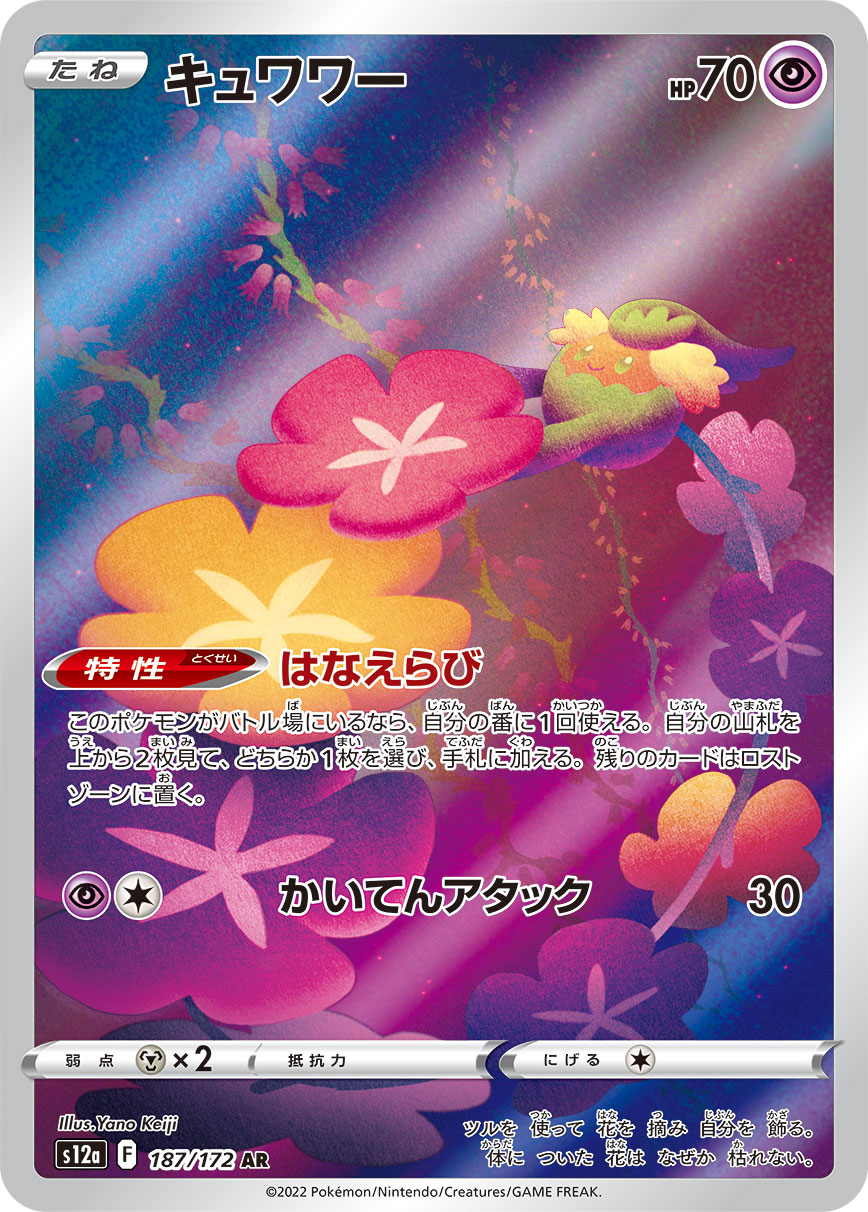 たね キュワワー HP70
特性 とくせい はなえらび
このポケモンがバトル場にいるなら、自分の番に1回使える。自分の山札を
上から2枚見て、どちらか1枚を選び、手札に加える。残りのカードはロスト
ゾーンに置く。
かいてんアタック 30
弱点 ×2 抵抗力 にげる
Illus. Yano Keiji
ツルを 使って 花を 摘み 自分を 飾る。
体に ついた 花は なぜか 枯れない。
s12a F 187/172 AR
©2022 Pokémon/Nintendo/Creatures/GAME FREAK.